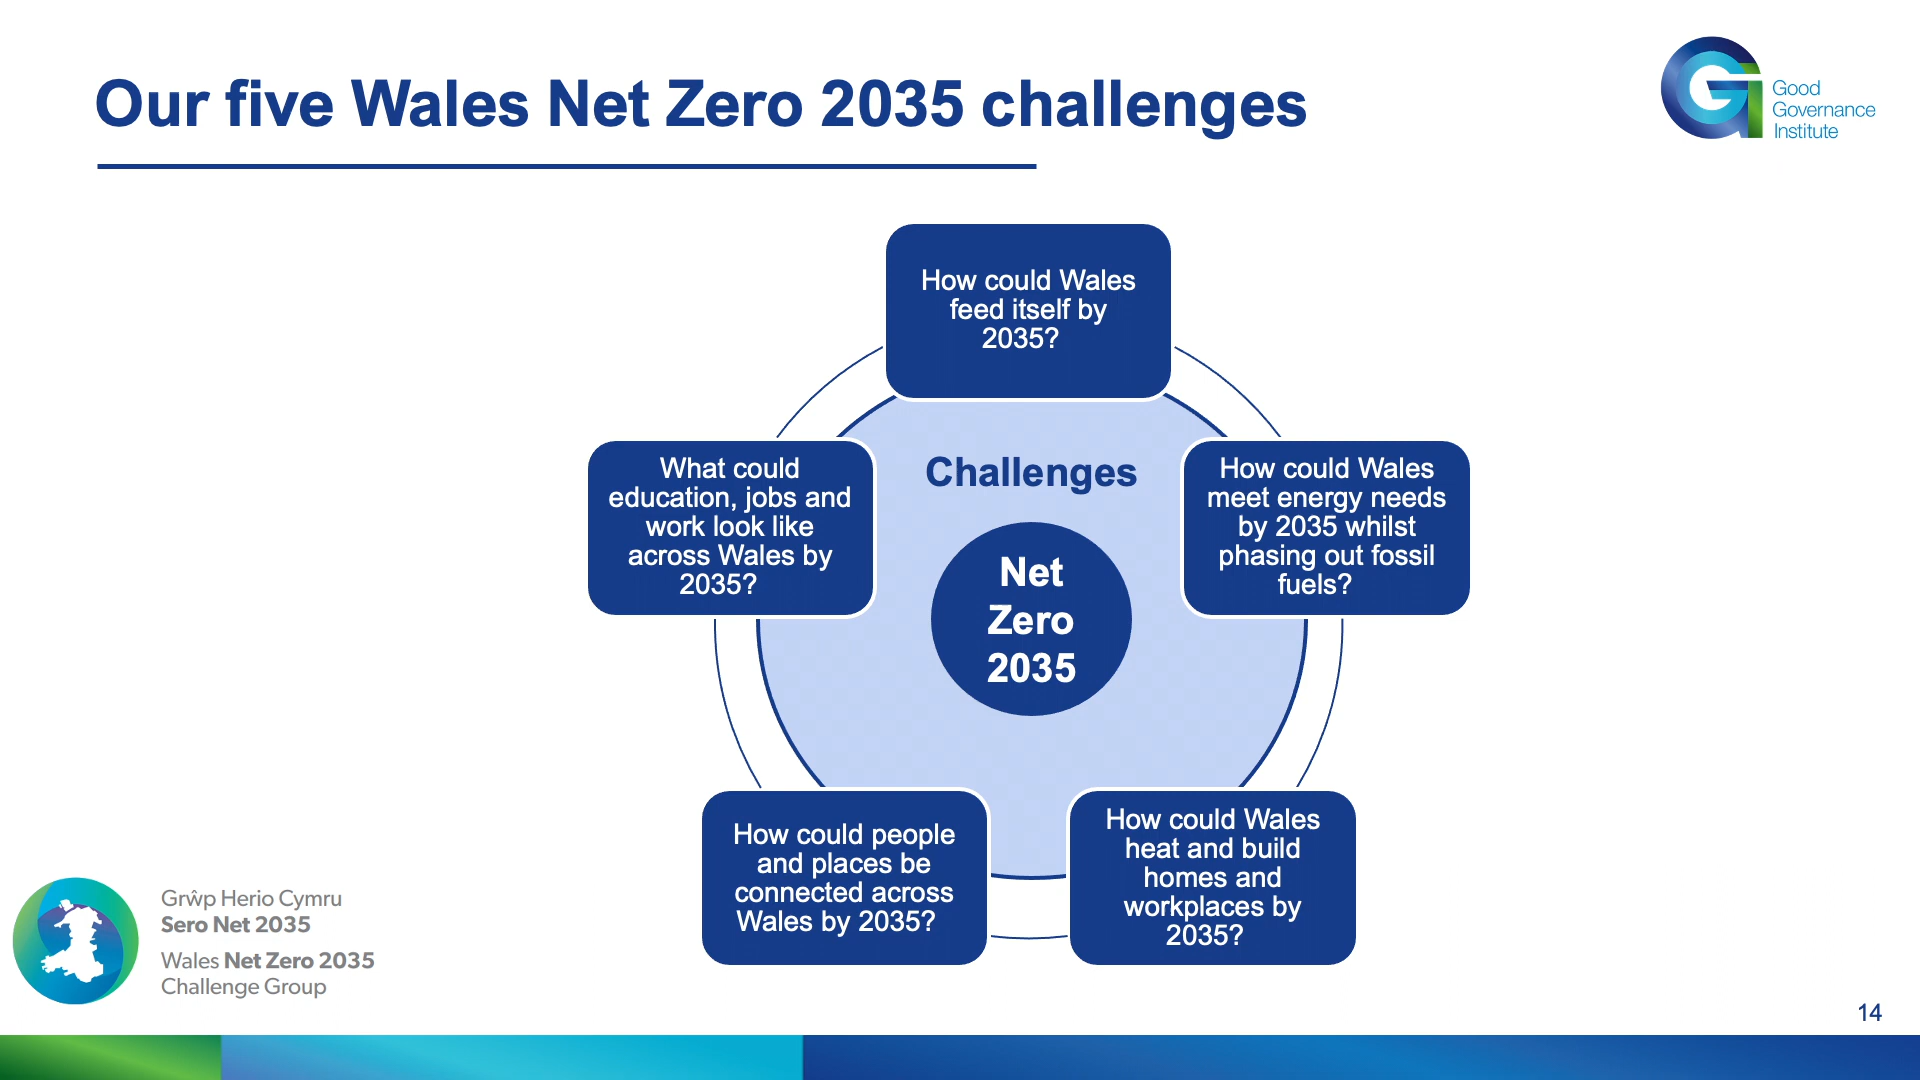 Our five Wales Net Zero 2035 challenges
Good
Governance
Institute
How could Wales
feed itself by
2035?
What could
education, jobs and
work look like
across Wales by
2035?
Challenges
How could Wales
meet energy needs
by 2035 whilst
phasing out fossil
fuels?
Net
Zero
2035
How could people
and places be
connected across
Wales by 2035?
How could Wales
heat and build
homes and
workplaces by
2035?
Grŵp Herio Cymru
Sero Net 2035
Wales Net Zero 2035
Challenge Group
14